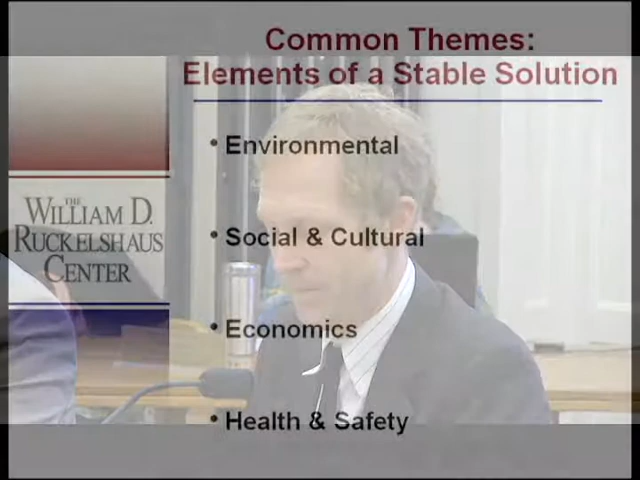 Common Themes:
Elements of a Stable Solution
• Environmental
THE
WILLIAM D.
RUCKELSHAUS
CENTER
• Social & Cultural
• Economics
• Health & Safety